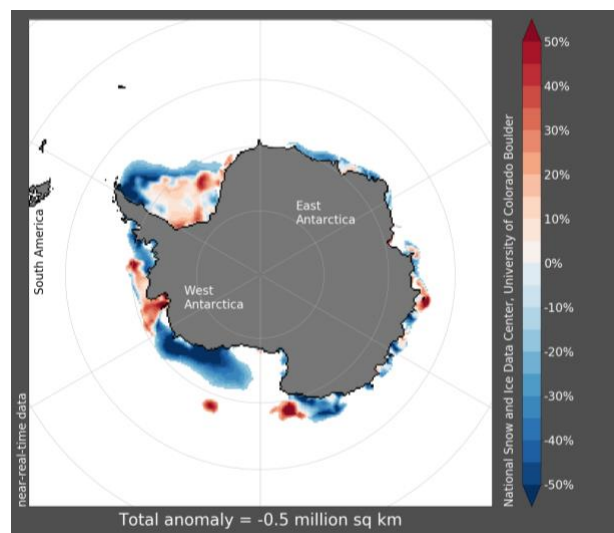 50%
40%
30%
20%
10%
0%
-10%
-20%
-30%
-40%
-50%
National Snow and Ice Data Center, University of Colorado Boulder
East
Antarctica
West
Antarctica
South America
near-real-time data
Total anomaly = -0.5 million sq km